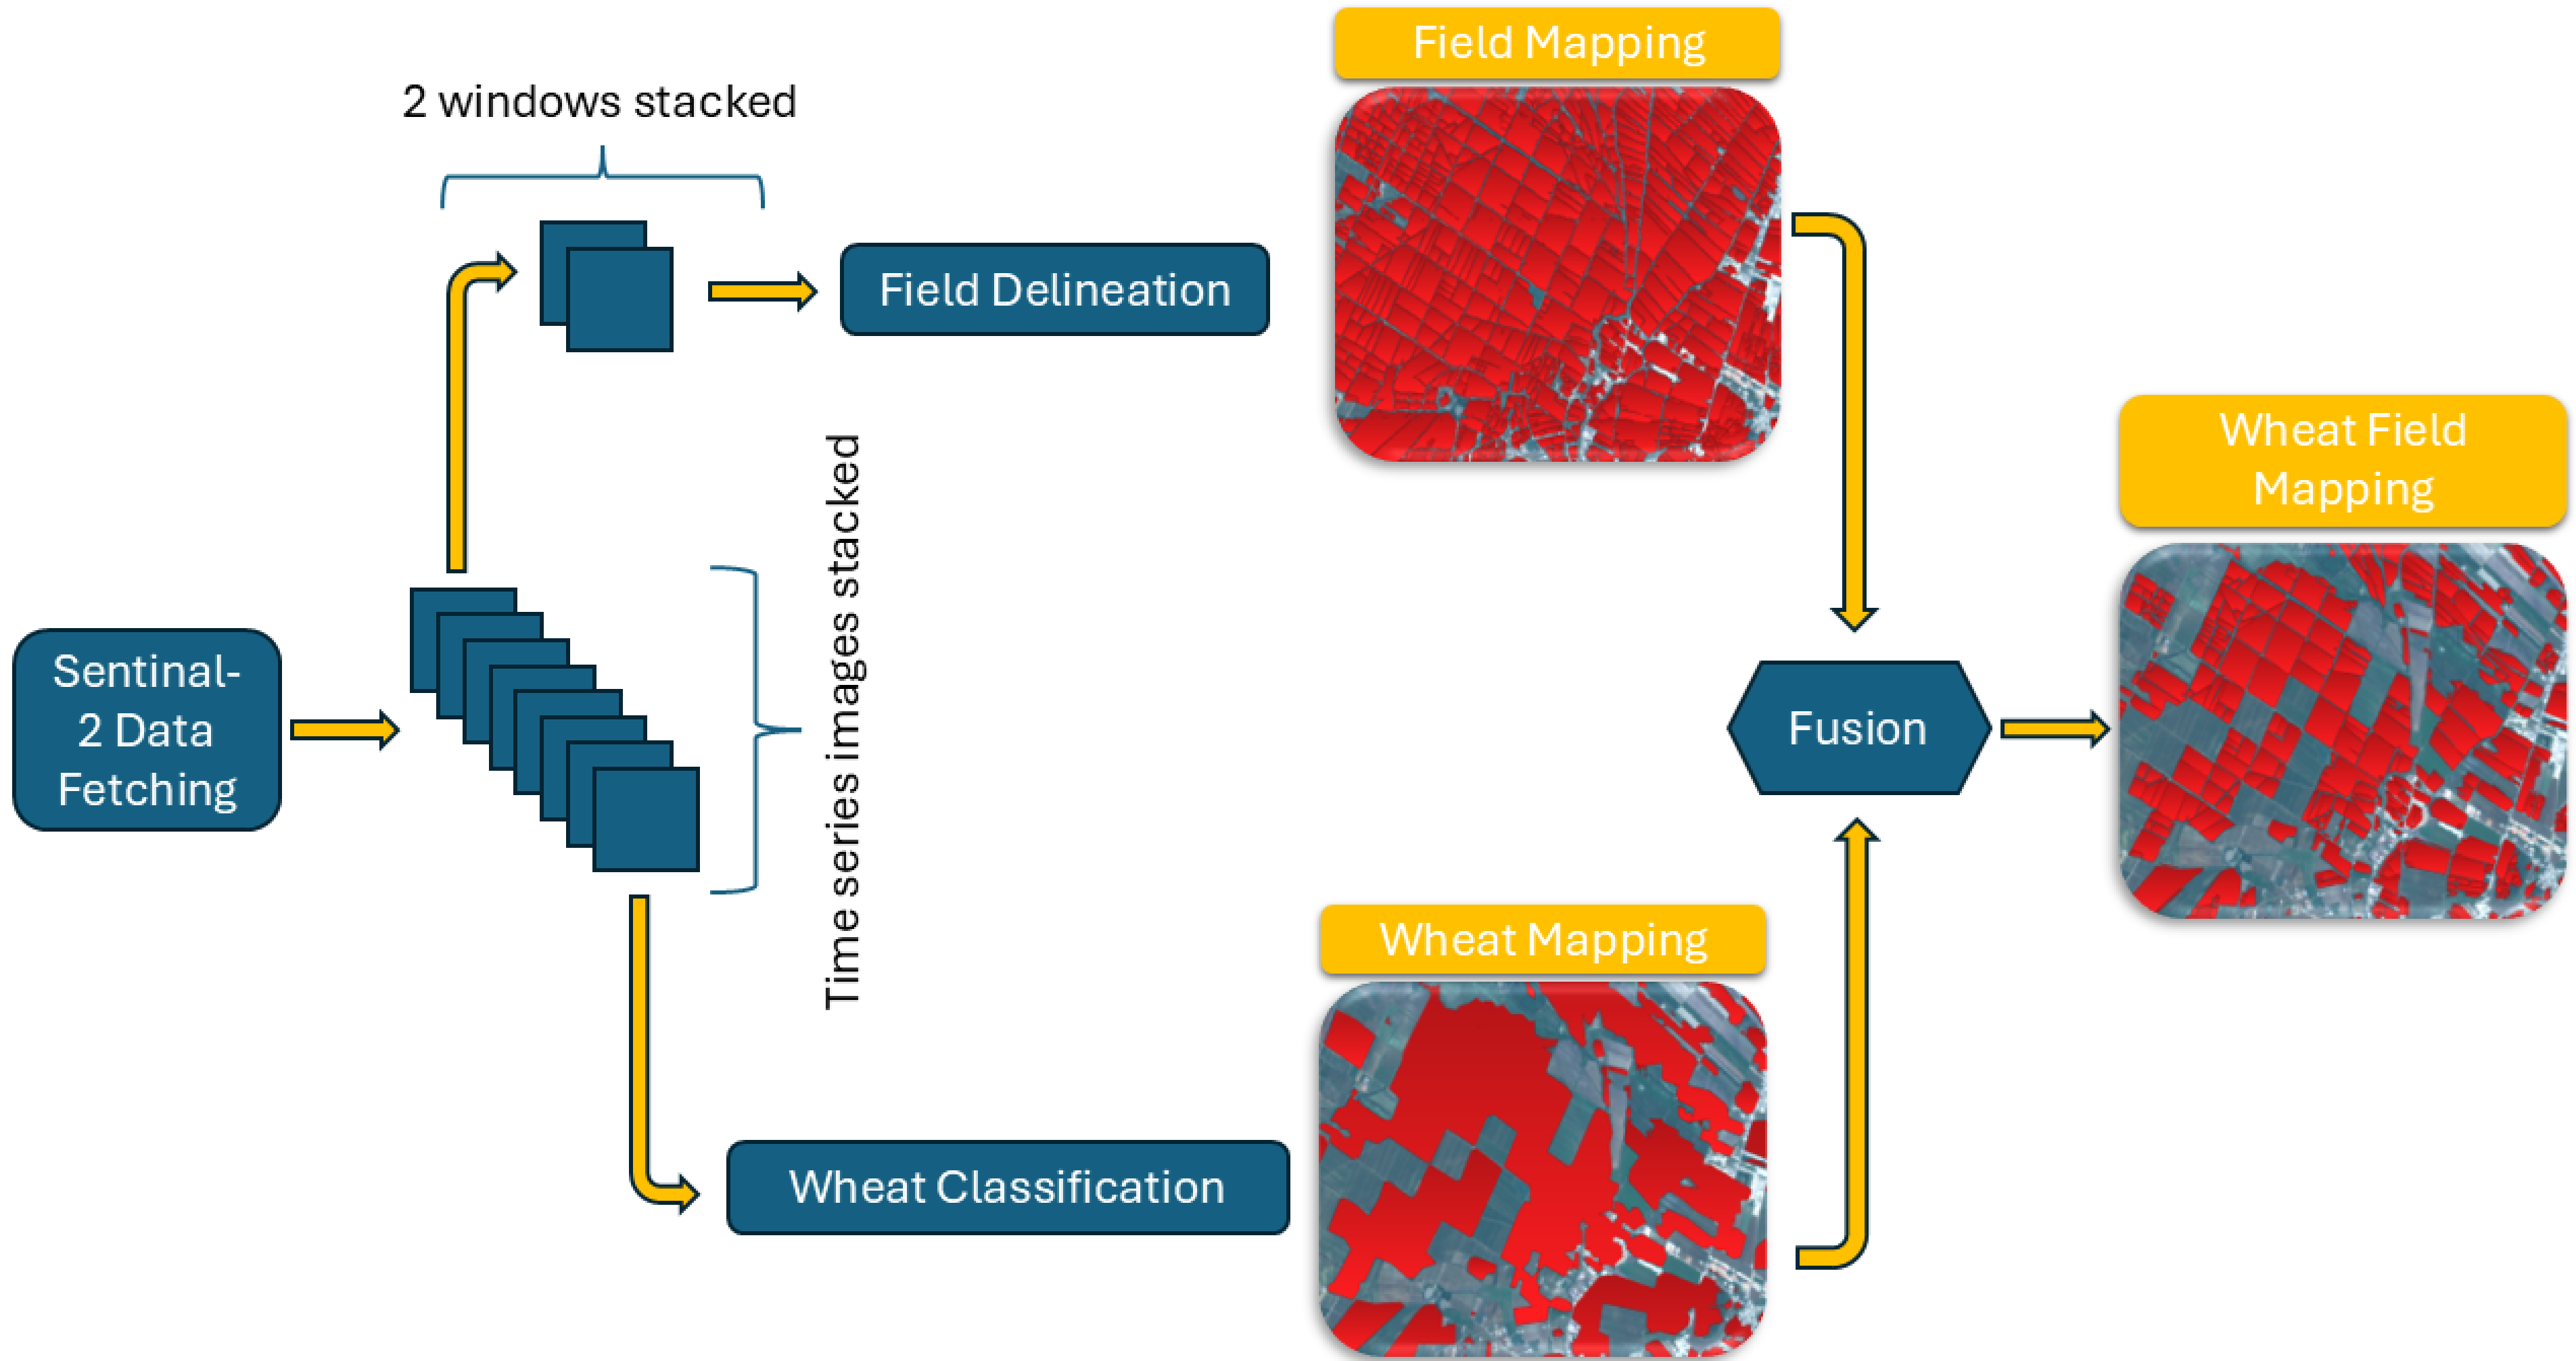 Field Mapping
2 windows stacked
Field Delineation
Time series images stacked
Sentinal-
2 Data
Fetching
Wheat Field
Mapping
Fusion
Wheat Mapping
Wheat Classification